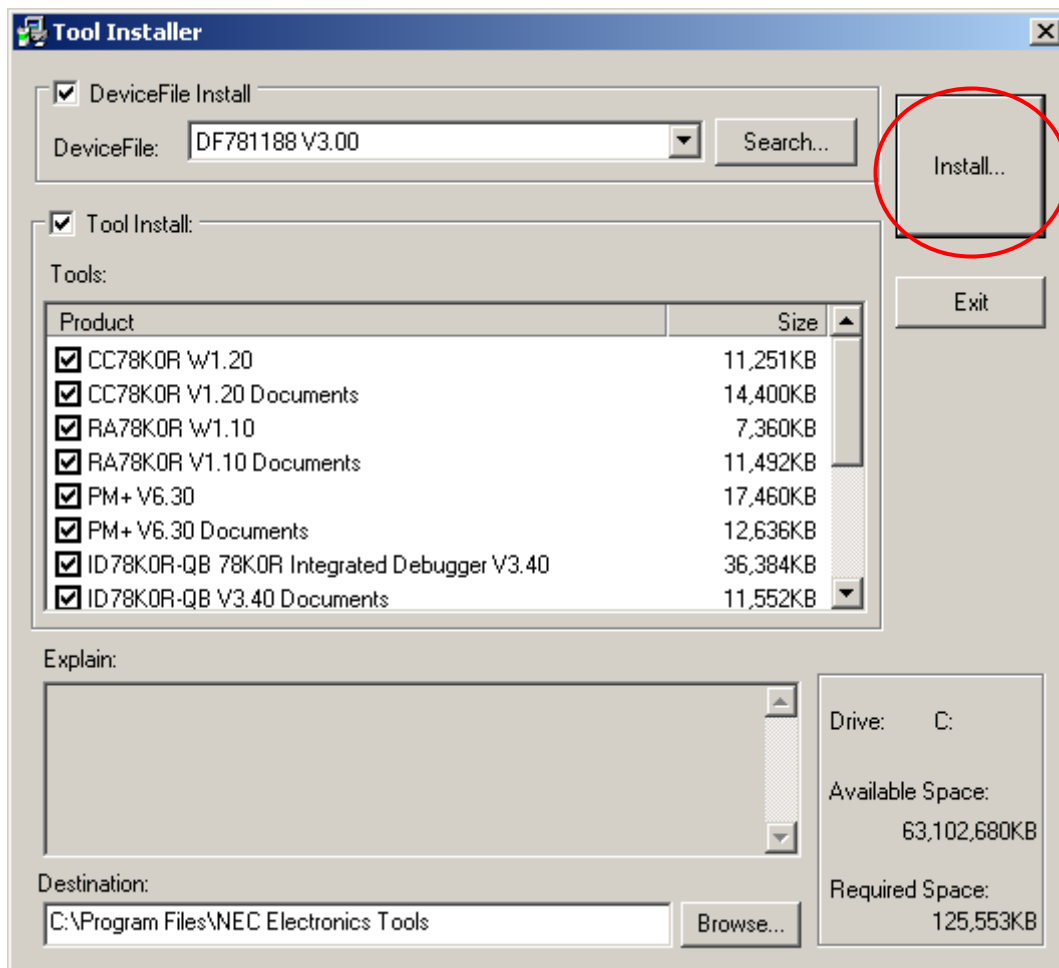 Tool Installer
DeviceFile Install
DeviceFile: DF781188 V3.00 Search...
Install...
Tool Install:
Tools:
Exit
Product Size
CC78K0R W1.20 11,251KB
CC78K0R V1.20 Documents 14,400KB
RA78K0R W1.10 7,360KB
RA78K0R V1.10 Documents 11,492KB
PM+ V6.30 17,460KB
PM+ V6.30 Documents 12,636KB
ID78K0R-QB 78K0R Integrated Debugger V3.40 36,384KB
ID78K0R-QB V3.40 Documents 11,552KB
Explain:
Drive: C:
Available Space:
63,102,680KB
Required Space:
125,553KB
Destination:
C:\Program Files\NEC Electronics Tools Browse...